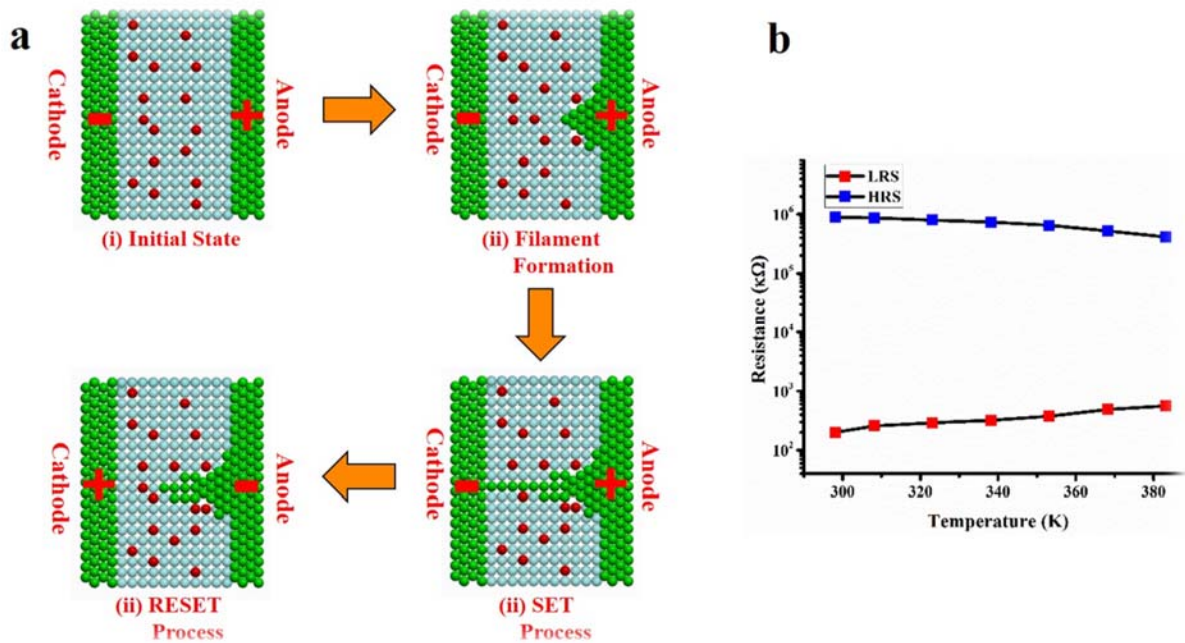 a
Cathode
Anode
(i) Initial State
Cathode
Anode
(ii) Filament
Formation
Cathode
Anode
(ii) RESET
Process
Cathode
Anode
(ii) SET
Process
b
LRS
HRS
Resistance (κΩ)
10⁶
10⁵
10⁴
10³
10²
300
320
340
360
380
Temperature (K)